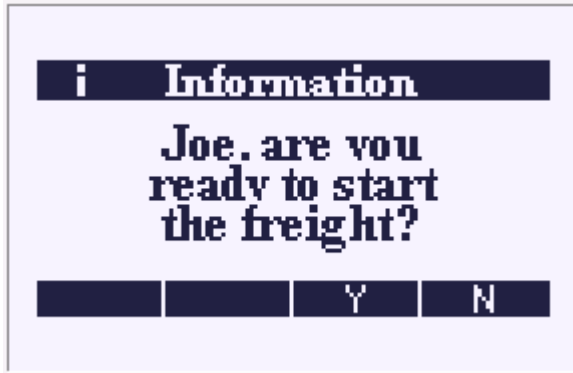 i Information
Joe, are you
ready to start
the freight?
Y N